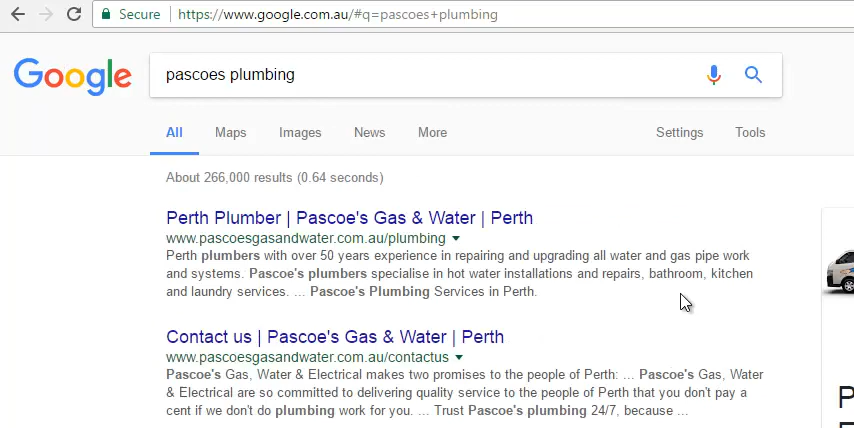 Secure | https://www.google.com.au/#q=pascoes+plumbing
Google
pascoes plumbing
All Maps Images News More Settings Tools
About 266,000 results (0.64 seconds)
Perth Plumber | Pascoe's Gas & Water | Perth
www.pascoesgasandwater.com.au/plumbing
Perth plumbers with over 50 years experience in repairing and upgrading all water and gas pipe work
and systems. Pascoe's plumbers specialise in hot water installations and repairs, bathroom, kitchen
and laundry services. ... Pascoe's Plumbing Services in Perth.
Contact us | Pascoe's Gas & Water | Perth
www.pascoesgasandwater.com.au/contactus
Pascoe's Gas, Water & Electrical makes two promises to the people of Perth: ... Pascoe's Gas, Water
& Electrical are so committed to delivering quality service to the people of Perth that you don't pay a
cent if we don't do plumbing work for you. ... Trust Pascoe's plumbing 24/7, because ...
P